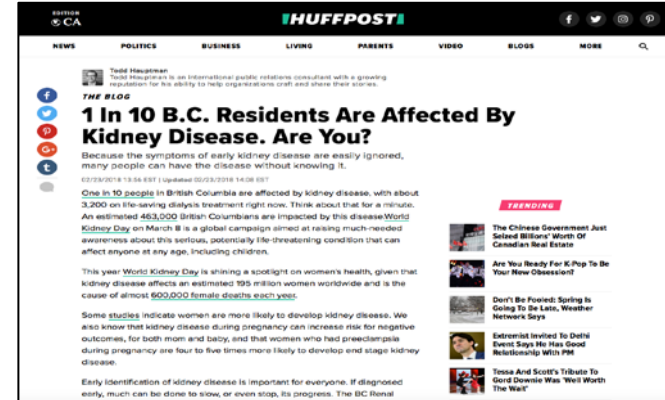 EDITION
CA
HUFFPOST
NEWS
POLITICS
BUSINESS
LIVING
PARENTS
VIDEO
BLOGS
MORE
Todd Hauptman
Todd Hauptman is an international public relations consultant with a growing
reputation for his ability to help organizations craft and share their stories.
THE BLOG
1 In 10 B.C. Residents Are Affected By
Kidney Disease. Are You?
Because the symptoms of early kidney disease are easily ignored,
many people can have the disease without knowing it.
02/23/2018 13:56 EST | Updated 02/23/2018 14:08 EST
One in 10 people in British Columbia are affected by kidney disease, with about
3,200 on life-saving dialysis treatment right now. Think about that for a minute.
An estimated 463,000 British Columbians are impacted by this disease.World
Kidney Day on March 8 is a global campaign aimed at raising much-needed
awareness about this serious, potentially life-threatening condition that can
affect anyone at any age, including children.
This year World Kidney Day is shining a spotlight on women's health, given that
kidney disease affects an estimated 195 million women worldwide and is the
cause of almost 600,000 female deaths each year.
Some studies indicate women are more likely to develop kidney disease. We
also know that kidney disease during pregnancy can increase risk for negative
outcomes, for both mom and baby, and that women who had preeclampsia
during pregnancy are four to five times more likely to develop end stage kidney
disease.
Early identification of kidney disease is important for everyone. If diagnosed
early, much can be done to slow, or even stop, its progress. The BC Renal
TRENDING
The Chinese Government Just
Seized Billions' Worth Of
Canadian Real Estate
Are You Ready For K-Pop To Be
Your New Obsession?
Don't Be Fooled: Spring Is
Going To Be Late, Weather
Network Says
Extremist Invited To Delhi
Event Says He Has Good
Relationship With PM
Tessa And Scott's Tribute To
Gord Downie Was 'Well Worth
The Wait'